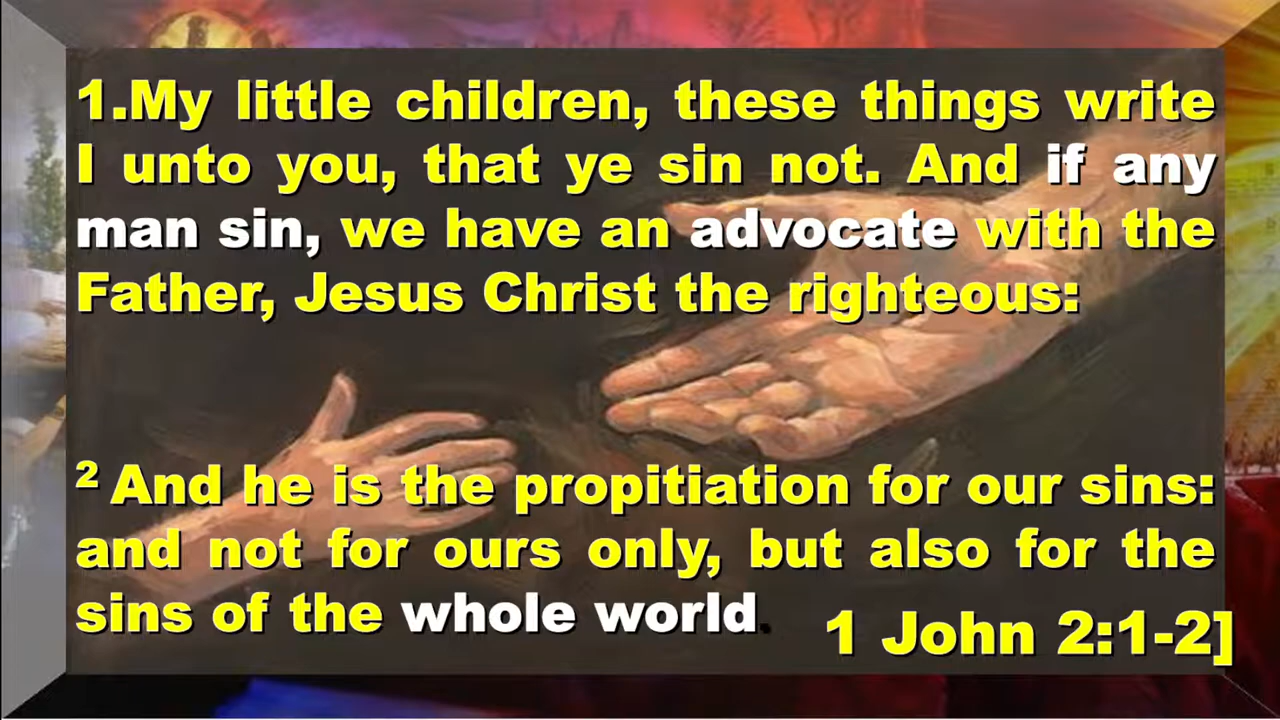 1.My little children, these things write
I unto you, that ye sin not. And if any
man sin, we have an advocate with the
Father, Jesus Christ the righteous:
2 And he is the propitiation for our sins:
and not for ours only, but also for the
sins of the whole world.
1 John 2:1-2]